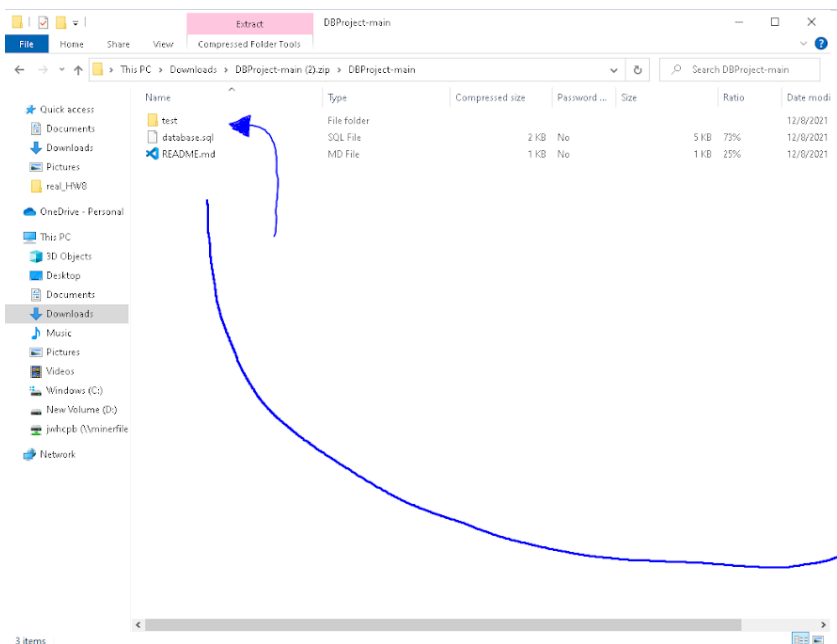 Extract
DBProject-main
File
Home
Share
View
Compressed Folder Tools
This PC > Downloads > DBProject-main (2).zip > DBProject-main
Search DBProject-main
Name
Type
Compressed size
Password ...
Size
Ratio
Date modi
test
File folder
12/8/2021
database.sql
SQL File
2 KB
No
5 KB
73%
12/8/2021
README.md
MD File
1 KB
No
1 KB
25%
12/8/2021
Quick access
Documents
Downloads
Pictures
real_HW8
OneDrive - Personal
This PC
3D Objects
Desktop
Documents
Downloads
Music
Pictures
Videos
Windows (C:)
New Volume (D:)
jwhcpb (\\minerfile
Network
3 items